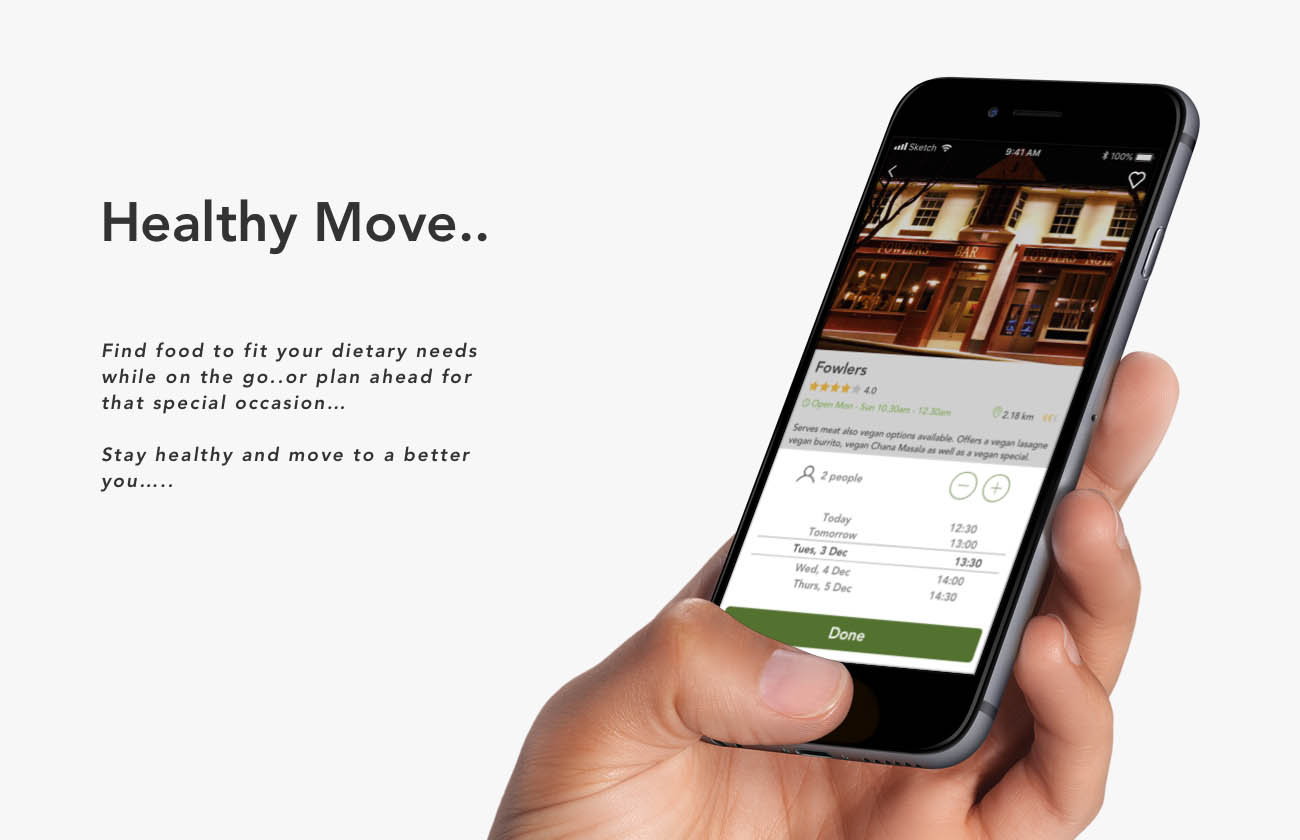 Healthy Move..
Find food to fit your dietary needs
while on the go..or plan ahead for
that special occasion…
Stay healthy and move to a better
you…..
Sketch
9:41 AM
100%
FOWLERS BAR FOWLERS
Fowlers
4.0
Open Mon - Sun 10.30am - 12.30am
2.18 km
Serves meat also vegan options available. Offers a vegan lasagne
vegan burrito, vegan Chana Masala as well as a vegan special.
2 people
Today 12:30
Tomorrow 13:00
Tues, 3 Dec 13:30
Wed, 4 Dec 14:00
Thurs, 5 Dec 14:30
Done